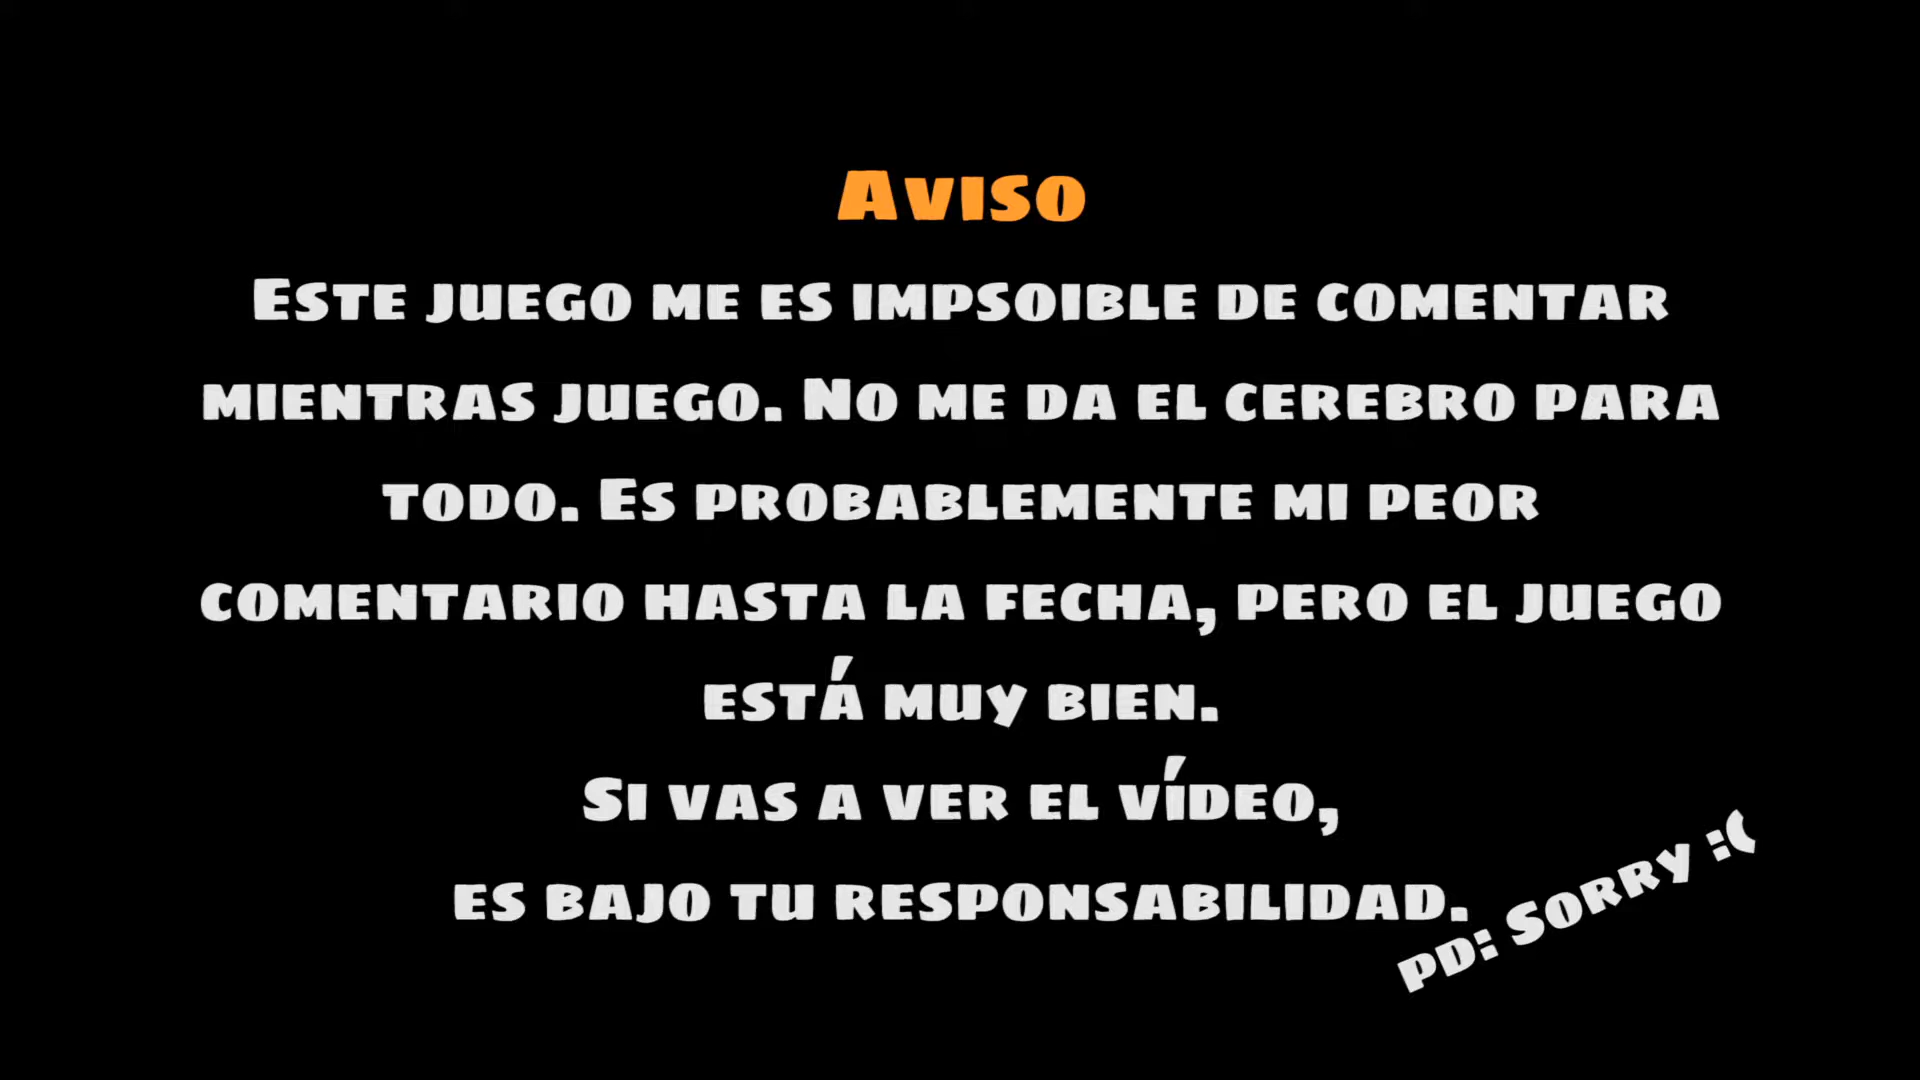 Aviso
Este juego me es impsoible de comentar
mientras juego. No me da el cerebro para
todo. Es probablemente mi peor
comentario hasta la fecha, pero el juego
está muy bien.
Si vas a ver el vídeo,
es bajo tu responsabilidad.
PD: Sorry :(